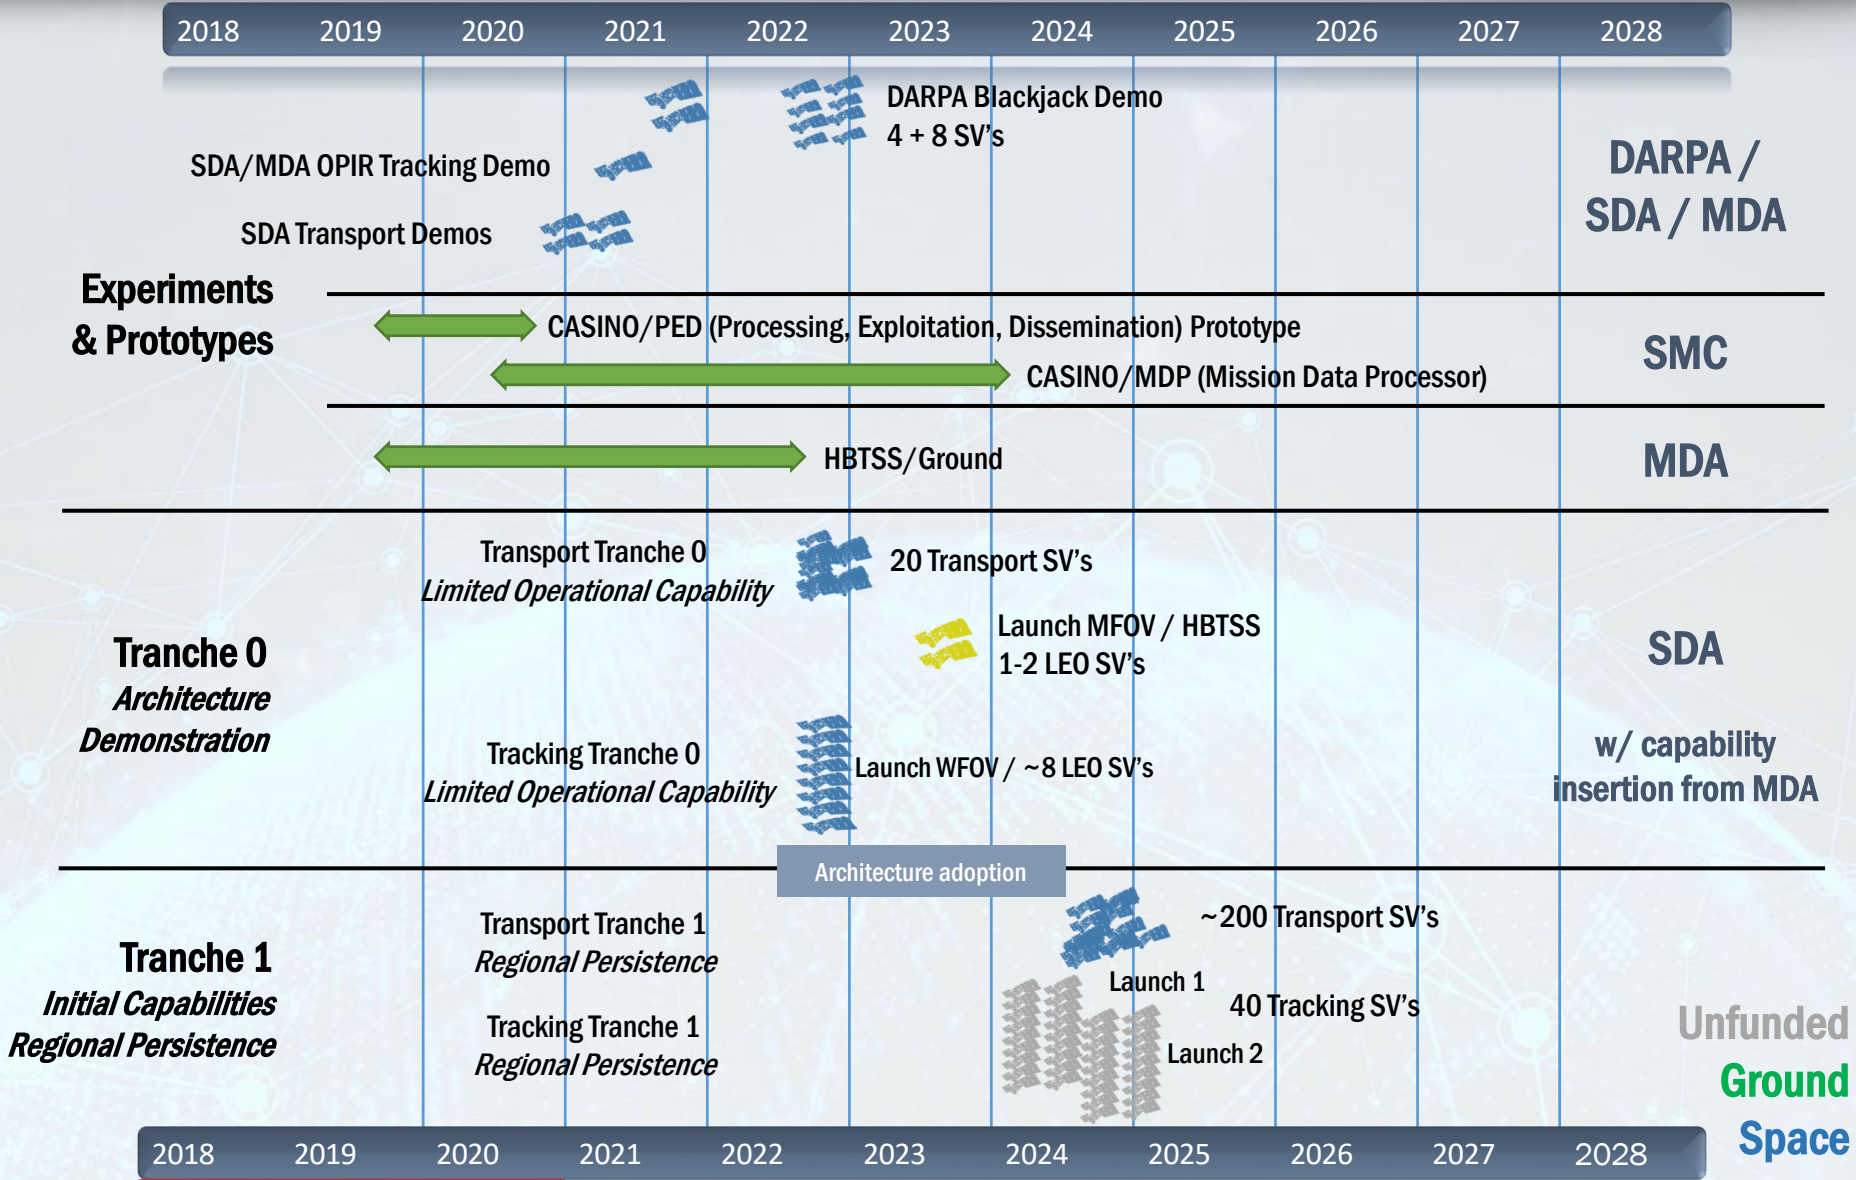 2018 2019 2020 2021 2022 2023 2024 2025 2026 2027 2028
DARPA Blackjack Demo
4 + 8 SV's
SDA/MDA OPIR Tracking Demo
SDA Transport Demos
DARPA /
SDA / MDA
Experiments
& Prototypes
CASINO/PED (Processing, Exploitation, Dissemination) Prototype
CASINO/MDP (Mission Data Processor)
SMC
HBTSS/Ground
MDA
Transport Tranche 0
Limited Operational Capability
20 Transport SV's
Launch MFOV / HBTSS
1-2 LEO SV's
Tranche 0
Architecture
Demonstration
SDA
w/ capability
insertion from MDA
Tracking Tranche 0
Limited Operational Capability
Launch WFOV / ~8 LEO SV's
Architecture adoption
Transport Tranche 1
Regional Persistence
~200 Transport SV's
Tranche 1
Initial Capabilities
Regional Persistence
Launch 1
40 Tracking SV's
Tracking Tranche 1
Regional Persistence
Launch 2
Unfunded
Ground
Space
2018 2019 2020 2021 2022 2023 2024 2025 2026 2027 2028